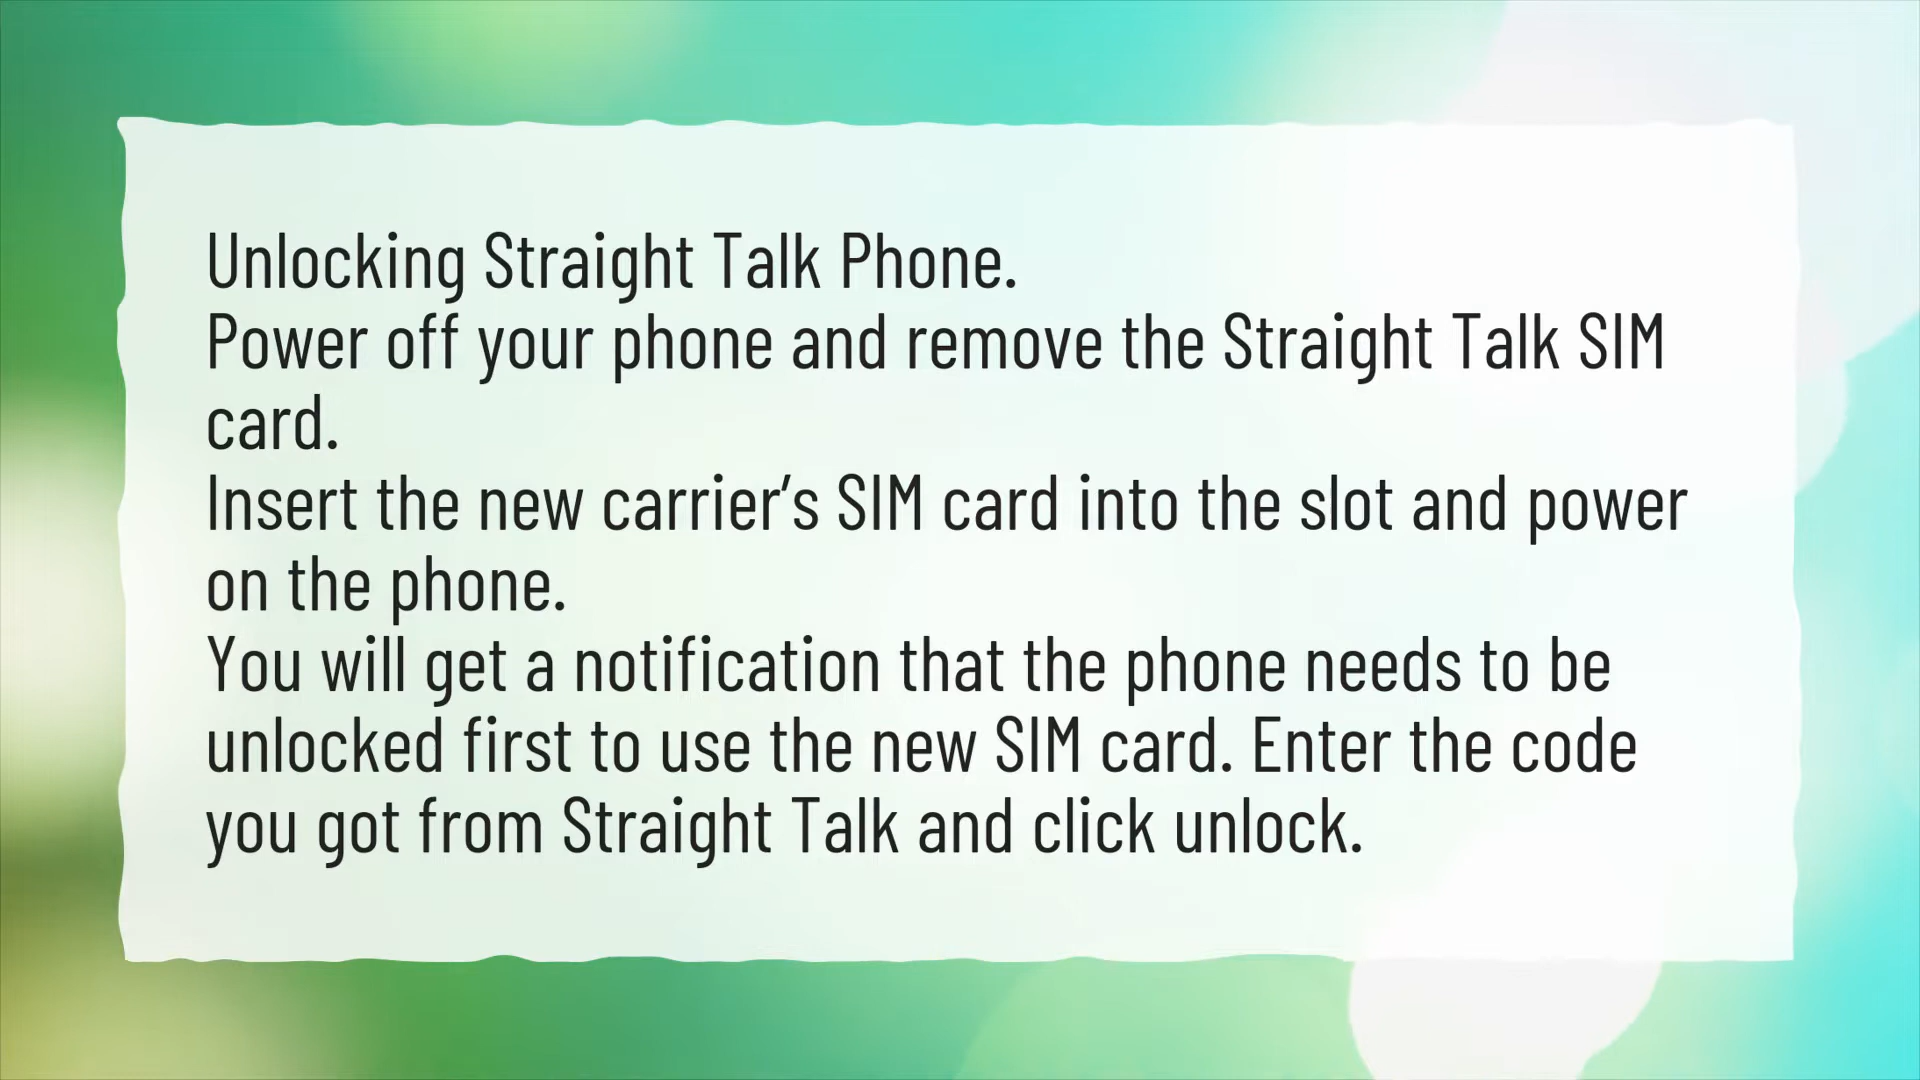 Unlocking Straight Talk Phone.
Power off your phone and remove the Straight Talk SIM
card.
Insert the new carrier’s SIM card into the slot and power
on the phone.
You will get a notification that the phone needs to be
unlocked first to use the new SIM card. Enter the code
you got from Straight Talk and click unlock.